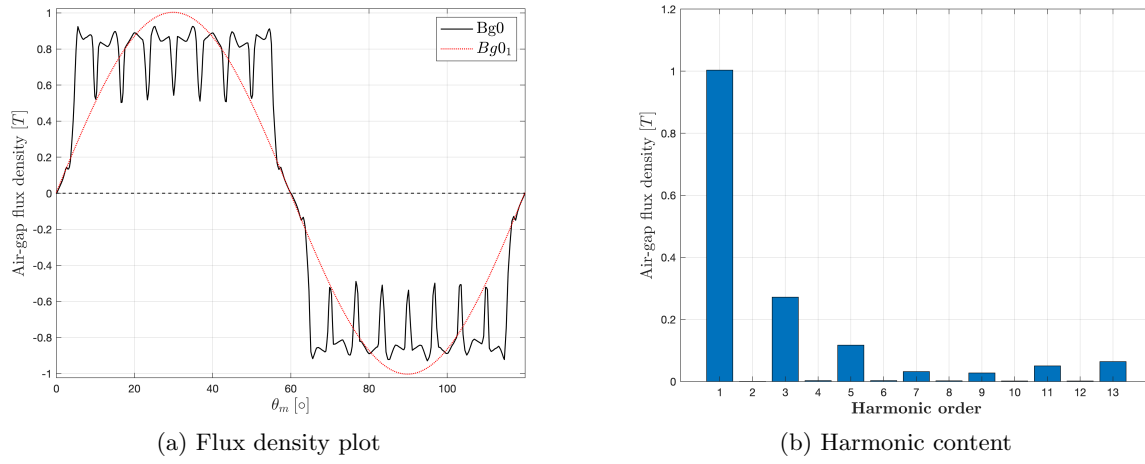 1
0.8
0.6
0.4
0.2
0
-0.2
-0.4
-0.6
-0.8
-1
Air-gap flux density [T]
0 20 40 60 80 100
θm [∘]
Bg0
Bg0₁
(a) Flux density plot
1.2
1
0.8
0.6
0.4
0.2
0
Air-gap flux density [T]
1 2 3 4 5 6 7 8 9 10 11 12 13
Harmonic order
(b) Harmonic content